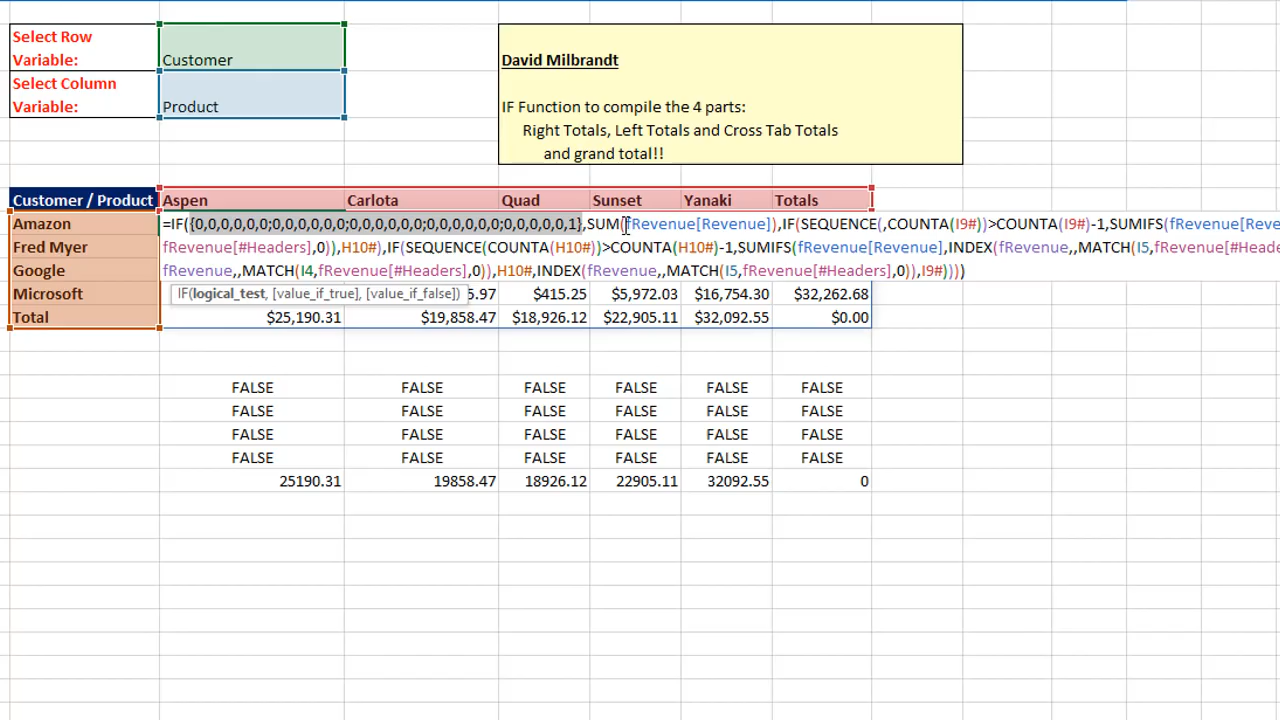 Select Row
Variable:
Customer
Select Column
Variable:
Product
David Milbrandt
IF Function to compile the 4 parts:
Right Totals, Left Totals and Cross Tab Totals
and grand total!!
Customer / Product Aspen Carlota Quad Sunset Yanaki Totals
Amazon =IF({0,0,0,0,0,0;0,0,0,0,0,0;0,0,0,0,0,0;0,0,0,0,0,0;0,0,0,0,0,1},SUM(fRevenue[Revenue]),IF(SEQUENCE(,COUNTA(I9#))>COUNTA(I9#)-1,SUMIFS(fRevenue[Reve
Fred Myer fRevenue[#Headers],0)),H10#),IF(SEQUENCE(COUNTA(H10#))>COUNTA(H10#)-1,SUMIFS(fRevenue[Revenue],INDEX(fRevenue,,MATCH(I5,fRevenue[#Heade
Google fRevenue,,MATCH(I4,fRevenue[#Headers],0)),H10#,INDEX(fRevenue,,MATCH(I5,fRevenue[#Headers],0)),I9#))))
Microsoft IF(logical_test, [value_if_true], [value_if_false]) 5.97 $415.25 $5,972.03 $16,754.30 $32,262.68
Total $25,190.31 $19,858.47 $18,926.12 $22,905.11 $32,092.55 $0.00
FALSE FALSE FALSE FALSE FALSE FALSE
FALSE FALSE FALSE FALSE FALSE FALSE
FALSE FALSE FALSE FALSE FALSE FALSE
FALSE FALSE FALSE FALSE FALSE FALSE
25190.31 19858.47 18926.12 22905.11 32092.55 0